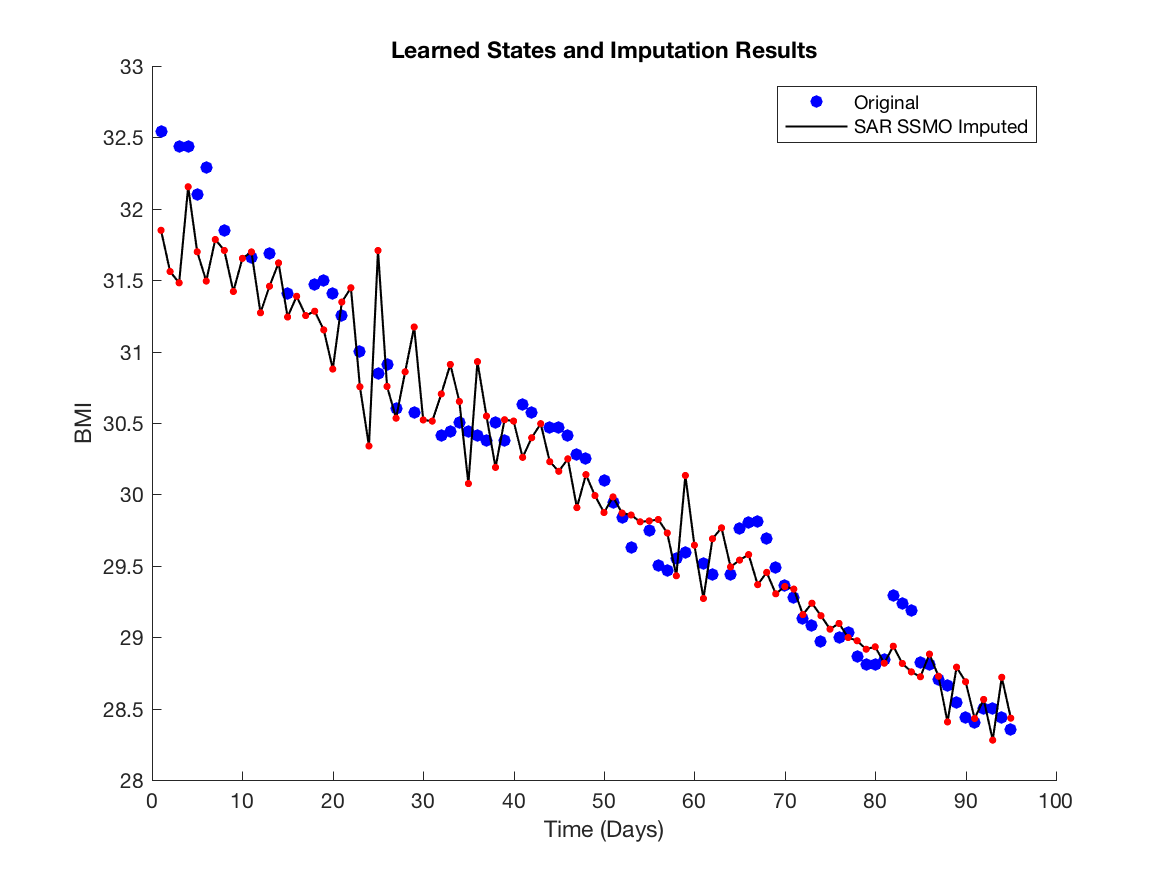 Learned States and Imputation Results
33
32.5
32
31.5
31
30.5
30
29.5
29
28.5
28
BMI
Original
SAR SSMO Imputed
0 10 20 30 40 50 60 70 80 90 100
Time (Days)